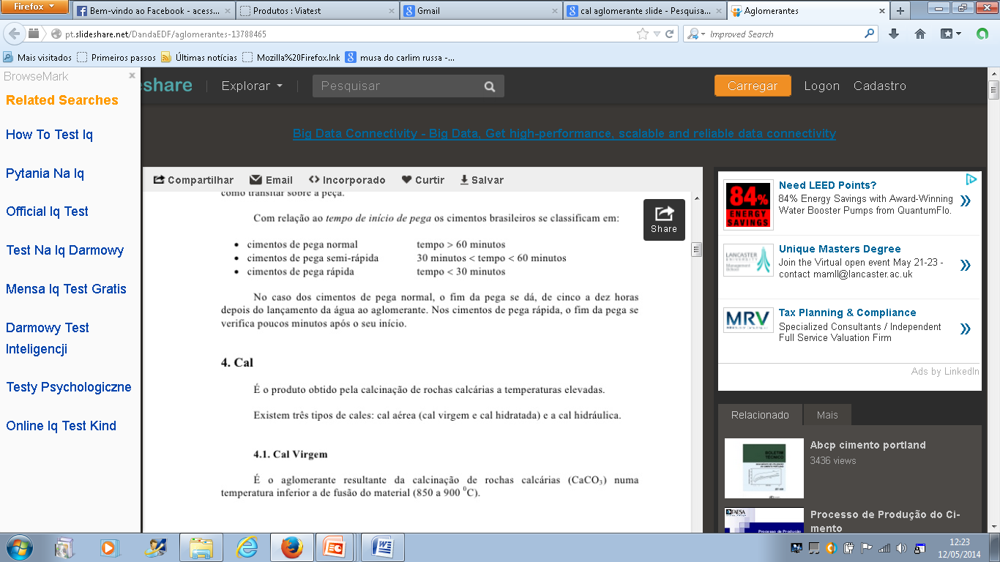 Firefox
Bem-vindo ao Facebook - acess...
Produtos : Viatest
Gmail
cal aglomerante slide - Pesquisa...
Aglomerantes
pt.slideshare.net/DandaEDF/aglomerantes-13788465
Improved Search
Mais visitados
Primeiros passos
Últimas notícias
Mozilla%20Firefox.lnk
musa do carlim russa -...
BrowseMark
Related Searches
How To Test Iq
Pytania Na Iq
Official Iq Test
Test Na Iq Darmowy
Mensa Iq Test Gratis
Darmowy Test
Inteligencji
Testy Psychologiczne
Online Iq Test Kind
eshare
Explorar
Pesquisar
Carregar
Logon
Cadastro
Big Data Connectivity - Big Data, Get high-performance, scalable and reliable data connectivity
Compartilhar
Email
Incorporado
Curtir
Salvar
como transitar sobre a peça.
Share
Com relação ao tempo de início de pega os cimentos brasileiros se classificam em:
• cimentos de pega normal tempo > 60 minutos
• cimentos de pega semi-rápida 30 minutos < tempo < 60 minutos
• cimentos de pega rápida tempo < 30 minutos
No caso dos cimentos de pega normal, o fim da pega se dá, de cinco a dez horas
depois do lançamento da água ao aglomerante. Nos cimentos de pega rápida, o fim da pega se
verifica poucos minutos após o seu início.
4. Cal
É o produto obtido pela calcinação de rochas calcárias a temperaturas elevadas.
Existem três tipos de cales: cal aérea (cal virgem e cal hidratada) e a cal hidráulica.
4.1. Cal Virgem
É o aglomerante resultante da calcinação de rochas calcárias (CaCO₃) numa
temperatura inferior a de fusão do material (850 a 900 ⁰C).
84%
ENERGY
SAVINGS
Need LEED Points?
84% Energy Savings with Award-Winning
Water Booster Pumps from QuantumFlo.
LANCASTER
UNIVERSITY
Management
School
Unique Masters Degree
Join the Virtual open event May 21-23 -
contact mamll@lancaster.ac.uk
MRV
Tax Planning & Compliance
Specialized Consultants / Independent
Full Service Valuation Firm
Ads by LinkedIn
Relacionado
Mais
BOLETIM
TÉCNICO
Abcp cimento portland
3436 views
FAESA
Processo de Produção
Processo de Produção do Ci-
mento
12:23
12/05/2014